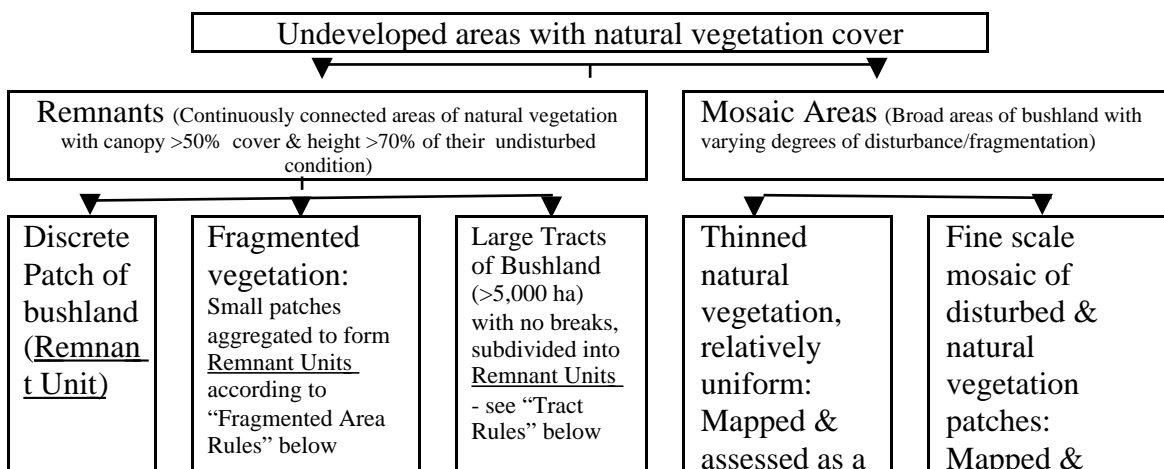 Undeveloped areas with natural vegetation cover
Remnants (Continuously connected areas of natural vegetation
with canopy >50% cover & height >70% of their undisturbed
condition)
Mosaic Areas (Broad areas of bushland with
varying degrees of disturbance/fragmentation)
Discrete
Patch of
bushland
(Remnan
t Unit)
Fragmented
vegetation:
Small patches
aggregated to form
Remnant Units
according to
“Fragmented Area
Rules” below
Large Tracts
of Bushland
(>5,000 ha)
with no breaks,
subdivided into
Remnant Units
- see “Tract
Rules” below
Thinned
natural
vegetation,
relatively
uniform:
Mapped &
assessed as a
Fine scale
mosaic of
disturbed &
natural
vegetation
patches:
Mapped &